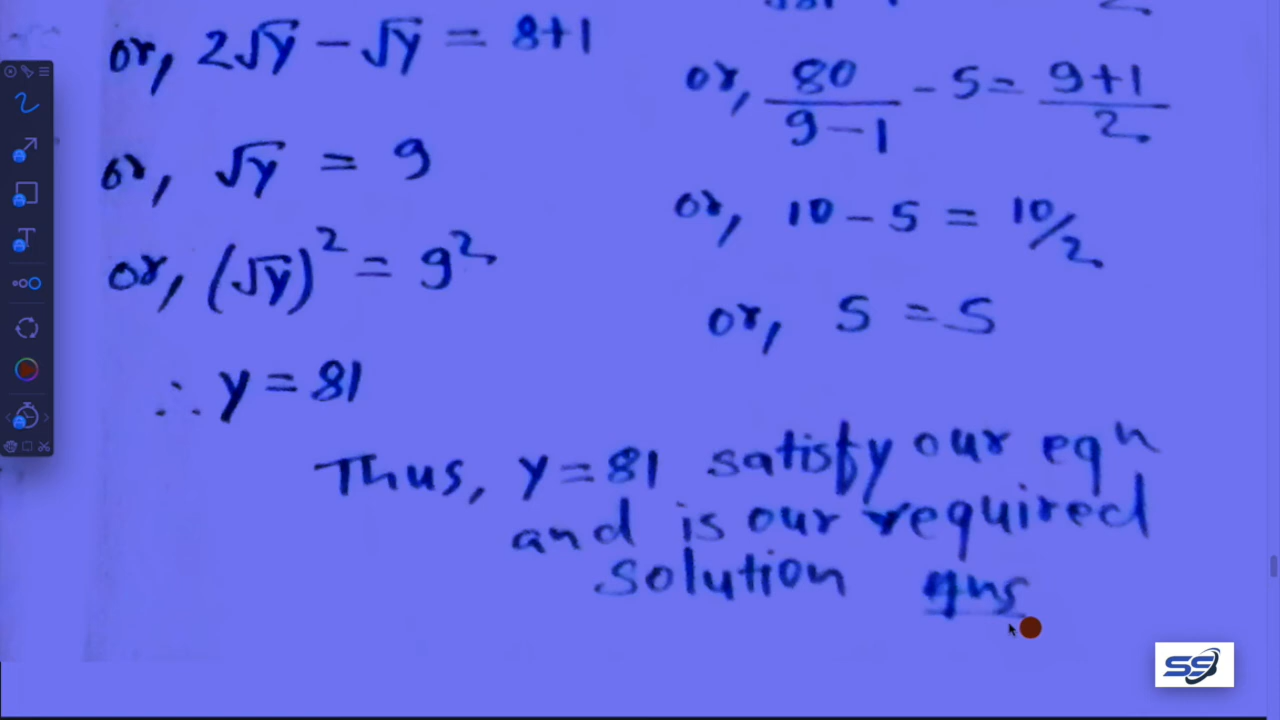 or, 2√y − √y = 8+1
or, √y = 9
or, (√y)² = 9²
∴ y = 81
or, 80/(9−1) − 5 = (9+1)/2
or, 10 − 5 = 10/2
or, 5 = 5
Thus, y = 81 satisfy our eqn
and is our required
solution Ans
SS